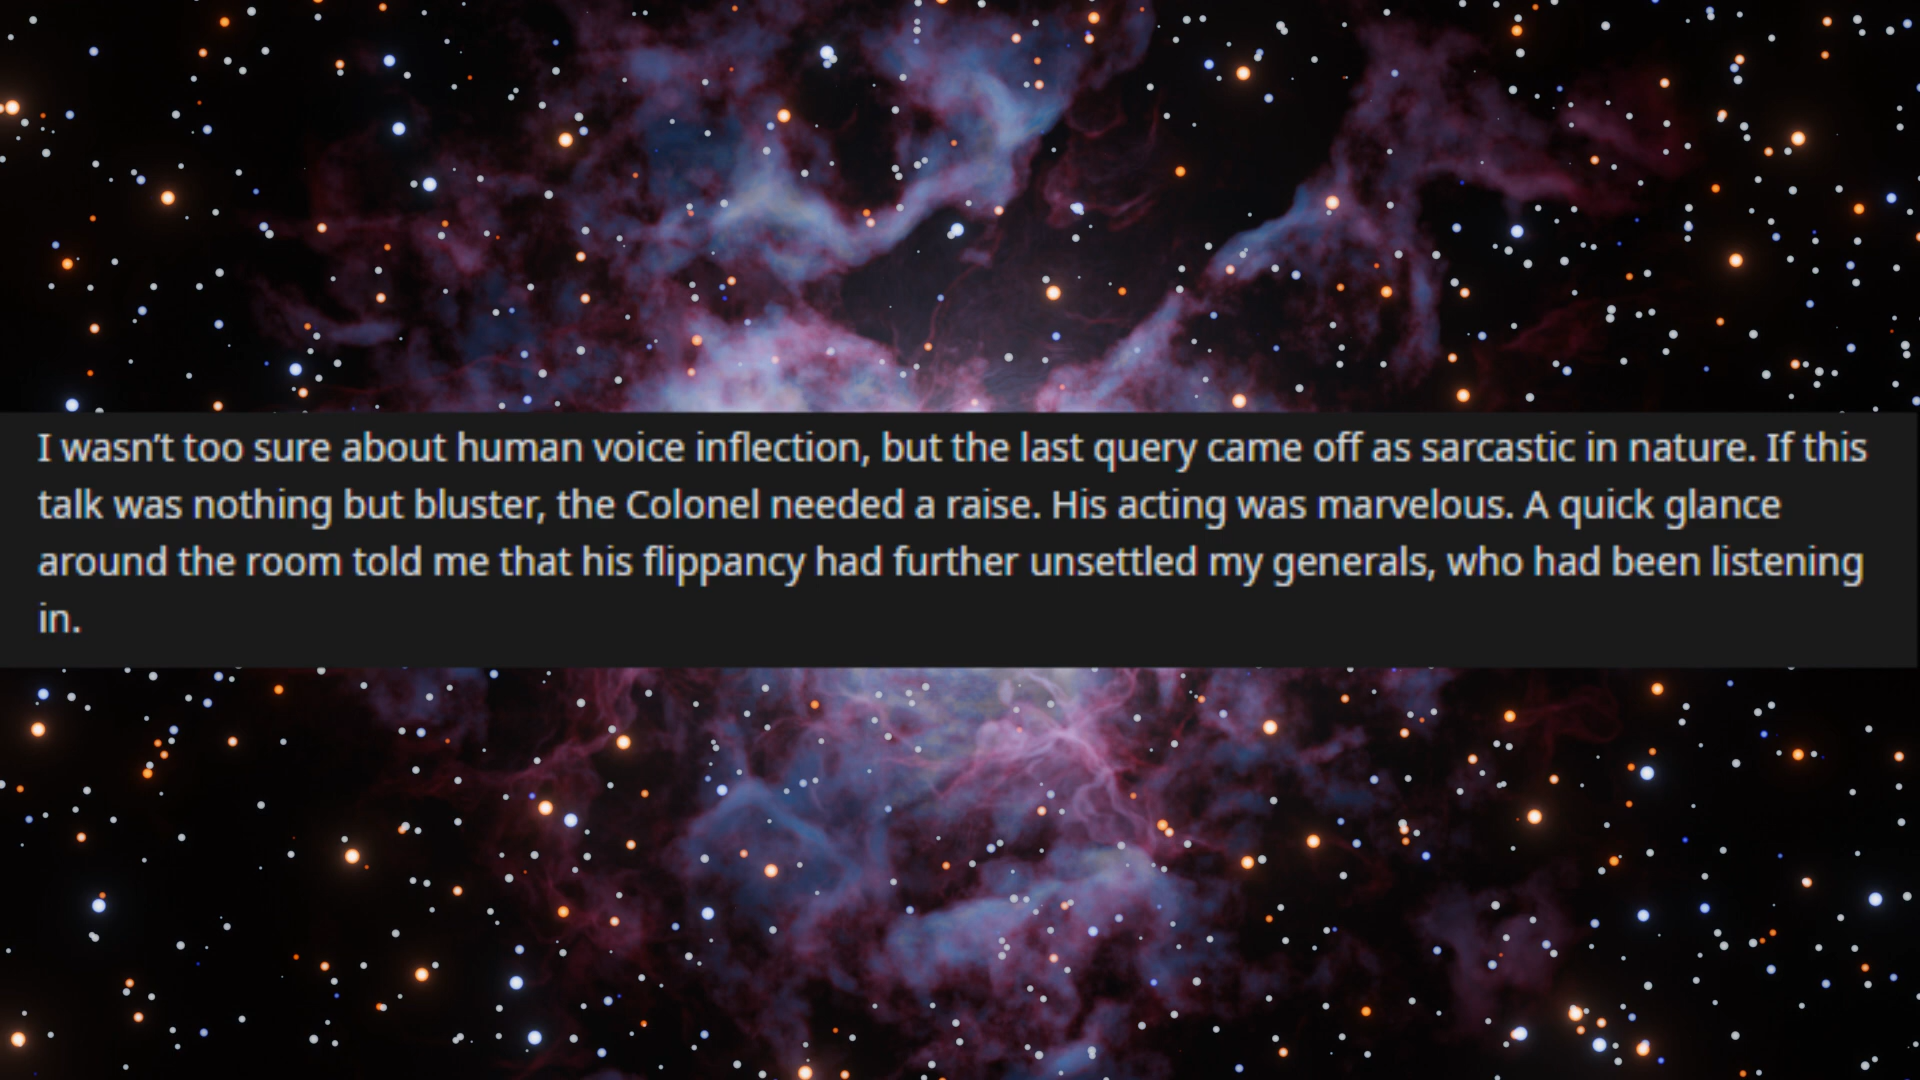 I wasn’t too sure about human voice inflection, but the last query came off as sarcastic in nature. If this
talk was nothing but bluster, the Colonel needed a raise. His acting was marvelous. A quick glance
around the room told me that his flippancy had further unsettled my generals, who had been listening
in.